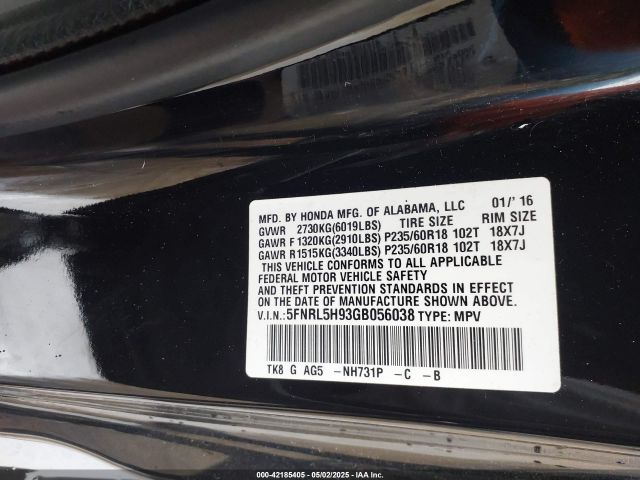 MFD. BY HONDA MFG. OF ALABAMA, LLC 01/' 16
GVWR 2730KG(6019LBS) TIRE SIZE RIM SIZE
GAWR F 1320KG(2910LBS) P235/60R18 102T 18X7J
GAWR R1515KG(3340LBS) P235/60R18 102T 18X7J
THIS VEHICLE CONFORMS TO ALL APPLICABLE
FEDERAL MOTOR VEHICLE SAFETY
AND THEFT PREVENTION STANDARDS IN EFFECT
ON THE DATE OF MANUFACTURE SHOWN ABOVE.
V.I.N.:5FNRL5H93GB056038 TYPE: MPV
TK8 G AG5 -NH731P -C -B
000-42185405 - 05/02/2025 - IAA Inc.